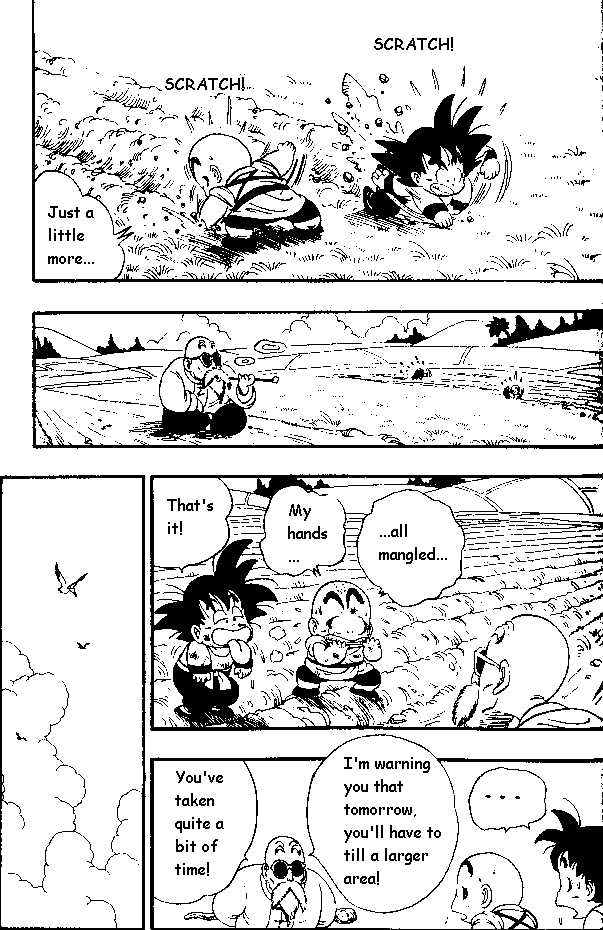 SCRATCH!
SCRATCH!
Just a
little
more...
That's
it!
My
hands
...
...all
mangled...
You've
taken
quite a
bit of
time!
I'm warning
you that
tomorrow,
you'll have to
till a larger
area!
...